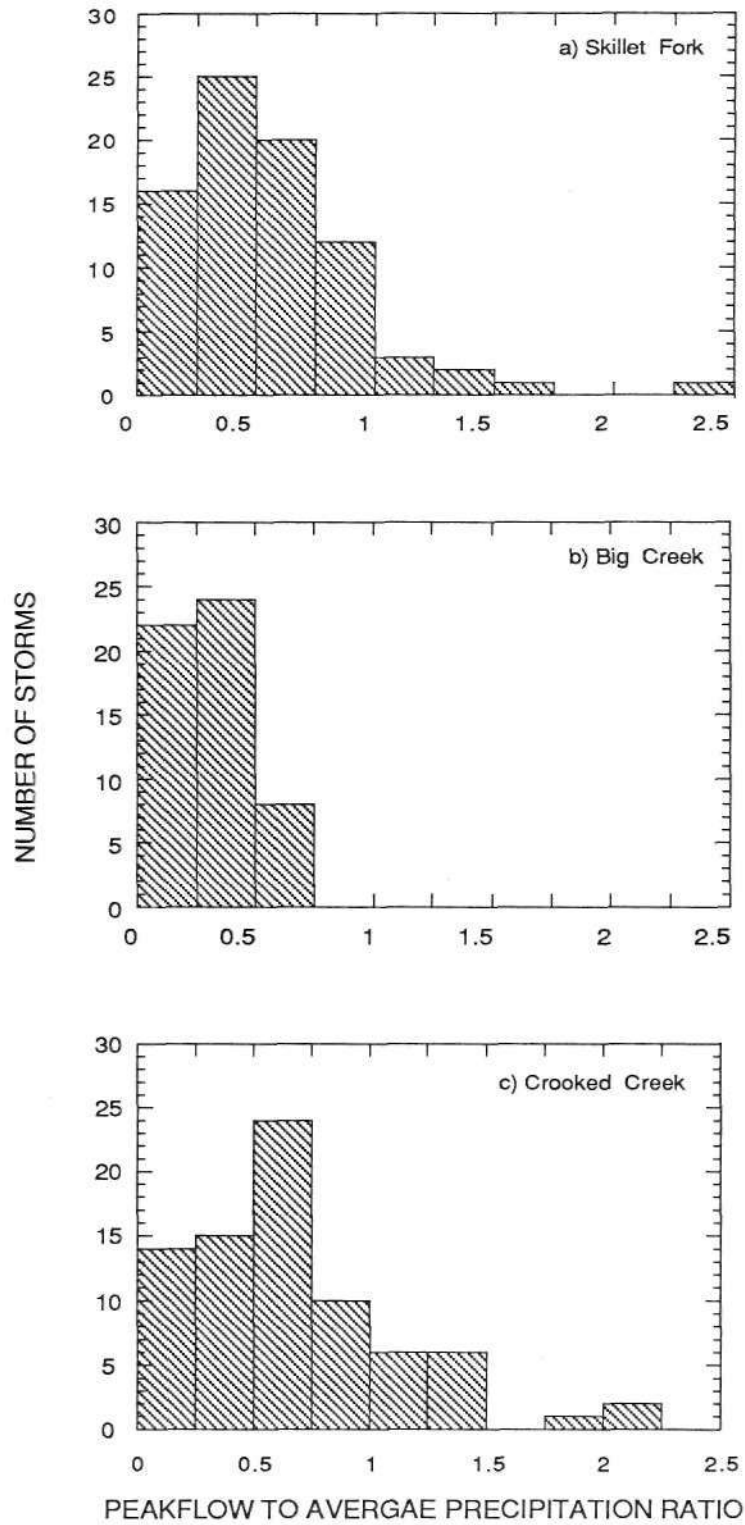 30
a) Skillet Fork
25
20
15
10
5
0
0 0.5 1 1.5 2 2.5
30
b) Big Creek
25
20
15
10
5
0
0 0.5 1 1.5 2 2.5
NUMBER OF STORMS
30
c) Crooked Creek
25
20
15
10
5
0
0 0.5 1 1.5 2 2.5
PEAKFLOW TO AVERGAE PRECIPITATION RATIO